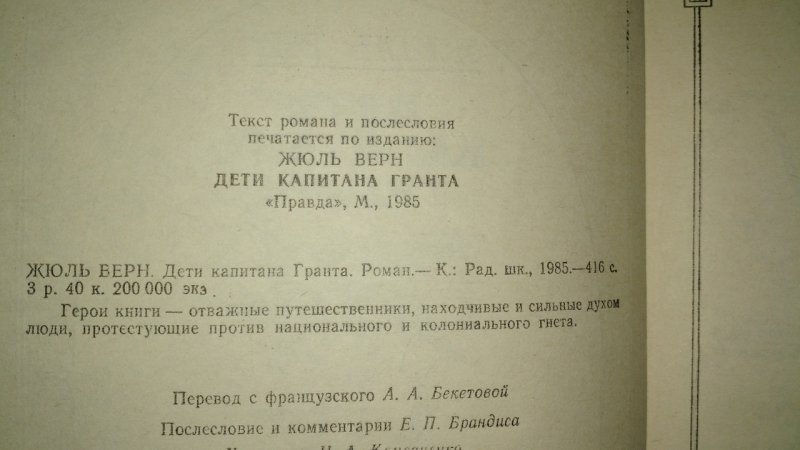 Текст романа и послесловия
печатается по изданию:
ЖЮЛЬ ВЕРН
ДЕТИ КАПИТАНА ГРАНТА
«Правда», М., 1985
ЖЮЛЬ ВЕРН. Дети капитана Гранта. Роман.— К.: Рад. шк., 1985.—416 с.
3 р. 40 к. 200 000 экз.
Герои книги — отважные путешественники, находчивые и сильные духом
люди, протестующие против национального и колониального гнета.
Перевод с французского А. А. Бекетовой
Послесловие и комментарии Е. П. Брандиса